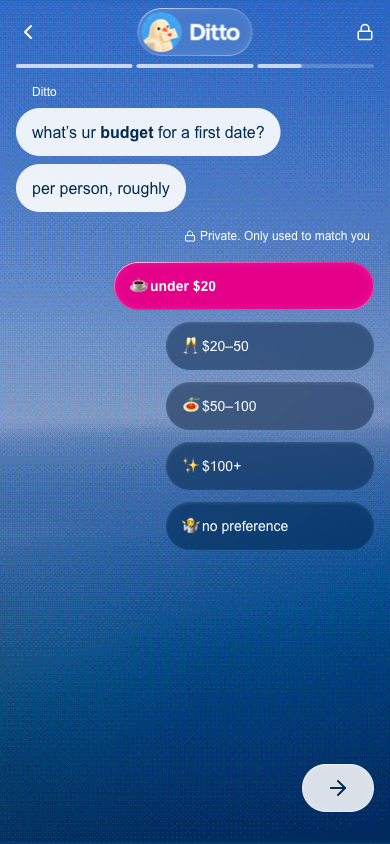 Ditto
Ditto
what's ur budget for a first date?
per person, roughly
Private. Only used to match you
☕under $20
🥂 $20–50
🍝 $50–100
✨ $100+
🤷 no preference